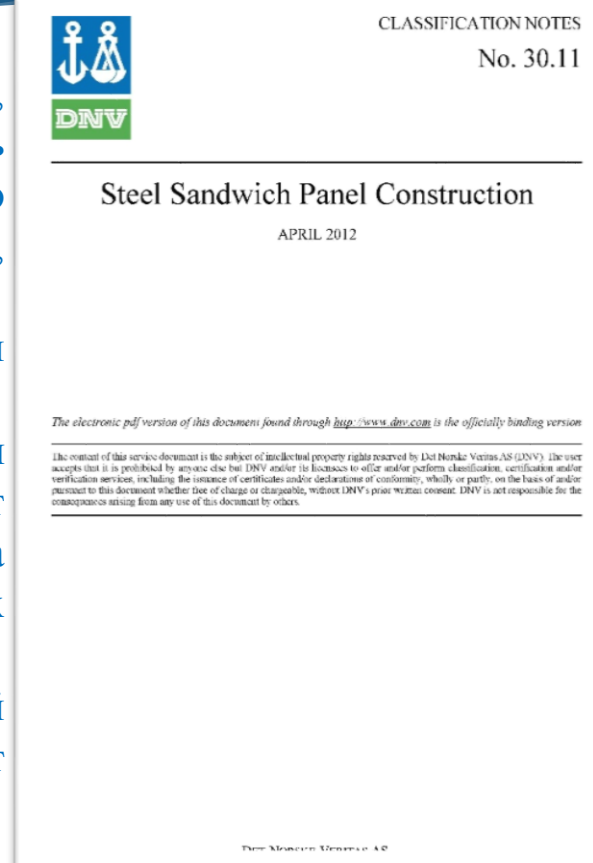 CLASSIFICATION NOTES
No. 30.11
DNV
Steel Sandwich Panel Construction
APRIL 2012
The electronic pdf version of this document found through http://www.dnv.com is the officially binding version
The content of this service document is the subject of intellectual property rights reserved by Det Norske Veritas AS (DNV). The user
accepts that it is prohibited by anyone else but DNV and/or its licensees to offer and/or perform classification, certification and/or
verification services, including the issuance of certificates and/or declarations of conformity, wholly or partly, on the basis of and/or
pursuant to this document whether free of charge or chargeable, without DNV's prior written consent. DNV is not responsible for the
consequences arising from any use of this document by others.
DET NORSKE VERITAS AS